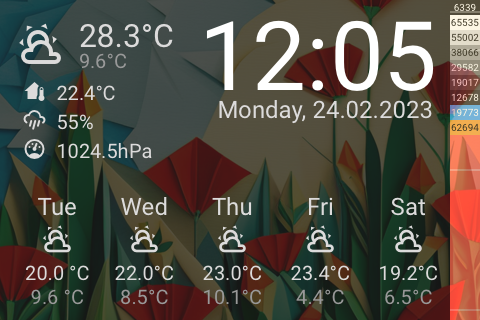 28.3°C
9.6°C
22.4°C
55%
1024.5hPa
12:05
Monday, 24.02.2023
Tue Wed Thu Fri Sat
20.0 °C 22.0°C 23.0°C 23.4°C 19.2°C
9.6 °C 8.5°C 10.1°C 4.4°C 6.5°C
6339
65535
55002
38066
29582
19017
12678
19773
62694